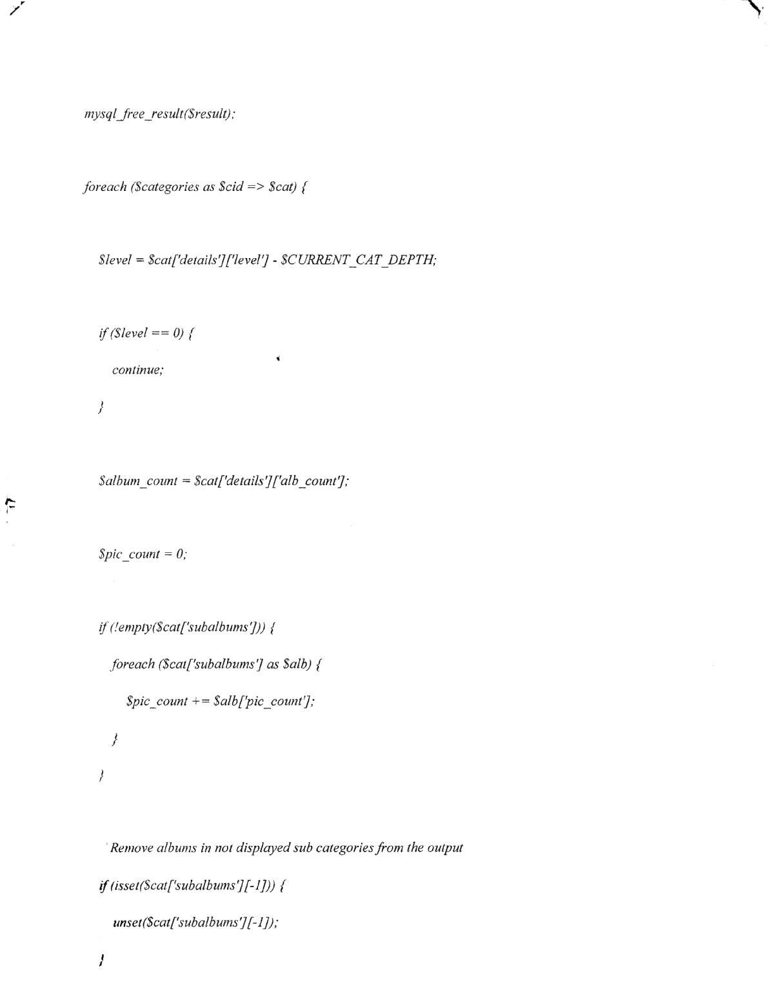 mysql_free_result($result);
foreach ($categories as $cid => $cat) {
$level = $cat['details']['level'] - $CURRENT_CAT_DEPTH;
if ($level == 0) {
continue;
}
$album_count = $cat['details']['alb_count'];
$pic_count = 0;
if (!empty($cat['subalbums'])) {
foreach ($cat['subalbums'] as $alb) {
$pic_count += $alb['pic_count'];
}
}
Remove albums in not displayed sub categories from the output
if (isset($cat['subalbums'][-1])) {
unset($cat['subalbums'][-1]);
}